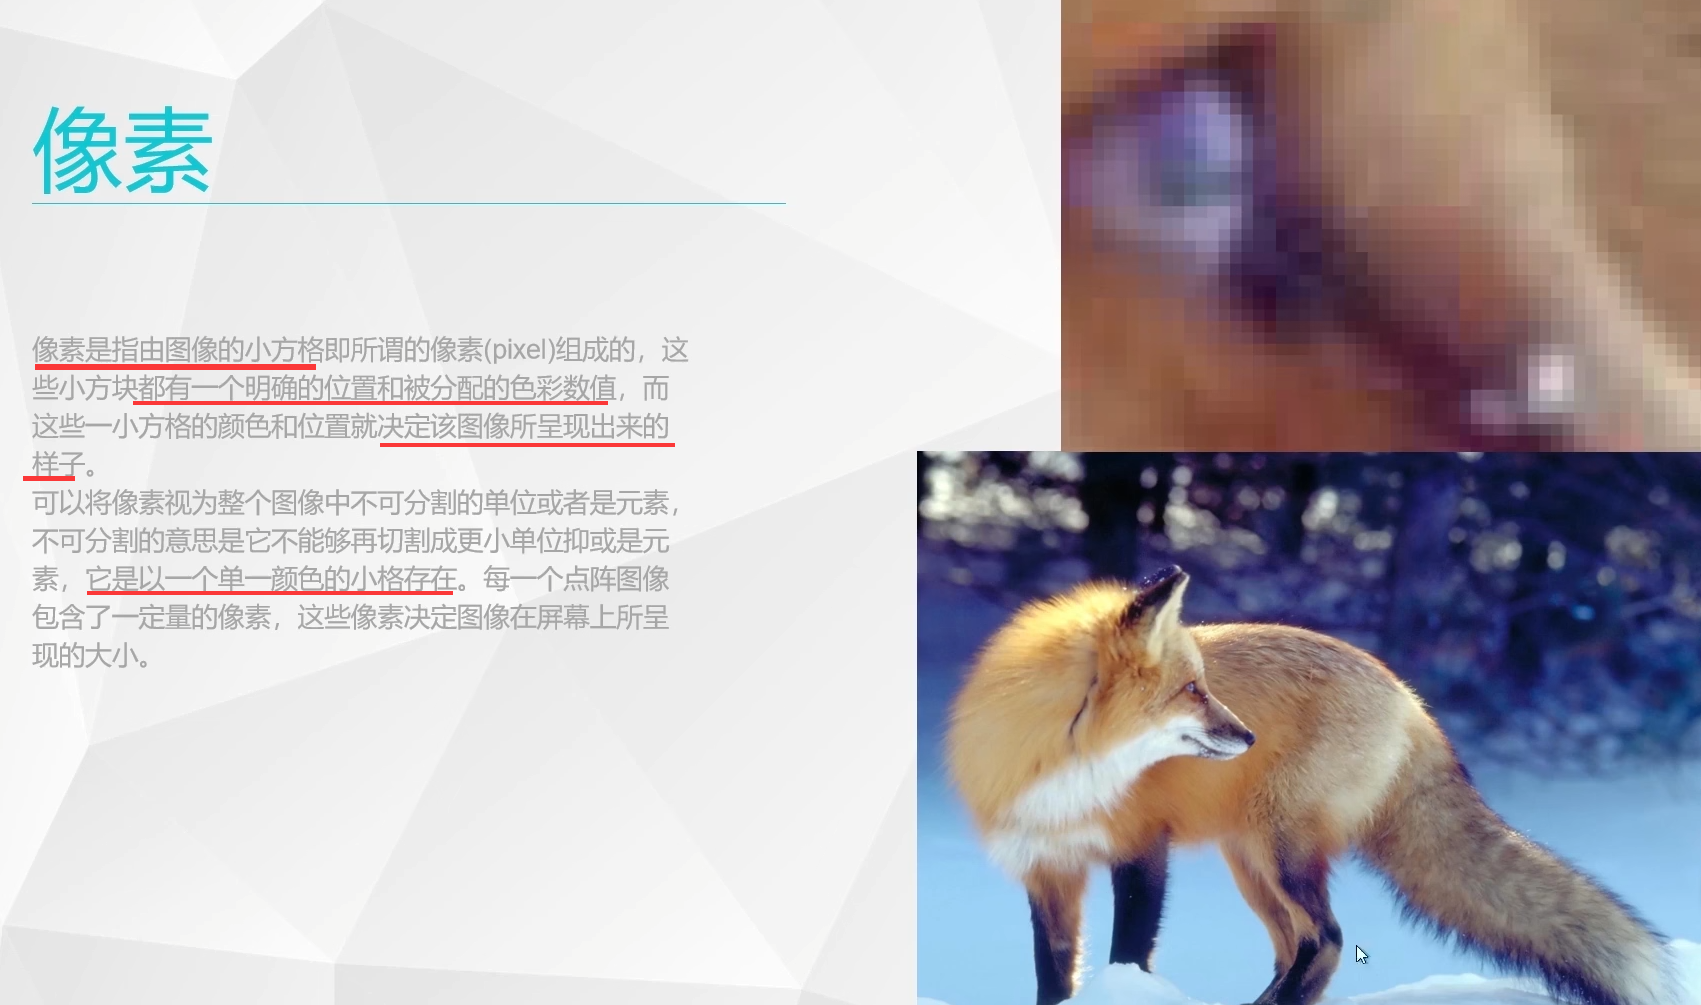 像素
像素是指由图像的小方格即所谓的像素(pixel)组成的，这
些小方块都有一个明确的位置和被分配的色彩数值，而
这些一小方格的颜色和位置就决定该图像所呈现出来的
样子。
可以将像素视为整个图像中不可分割的单位或者是元素，
不可分割的意思是它不能够再切割成更小单位抑或是元
素，它是以一个单一颜色的小格存在。每一个点阵图像
包含了一定量的像素，这些像素决定图像在屏幕上所呈
现的大小。